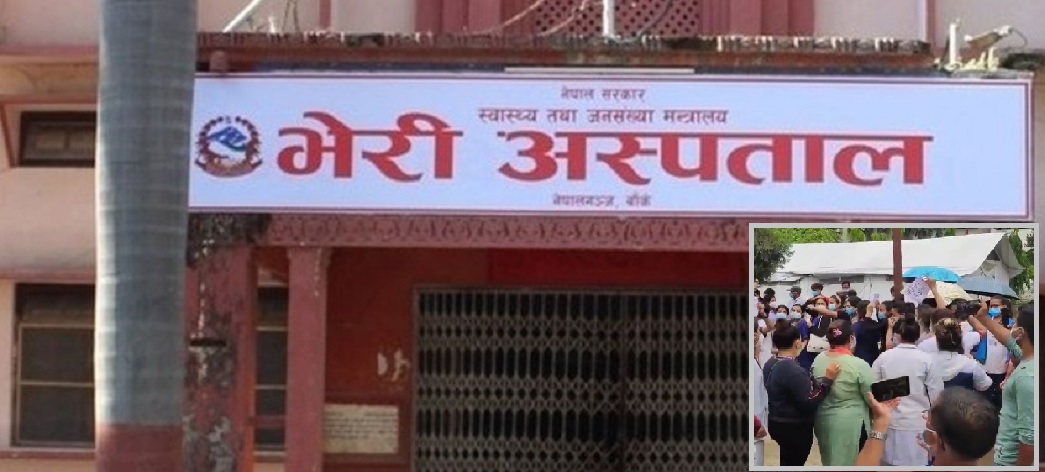 नेपाल सरकार
स्वास्थ्य तथा जनसंख्या मन्त्रालय
भेरी अस्पताल
नेपालगञ्ज, बाँके